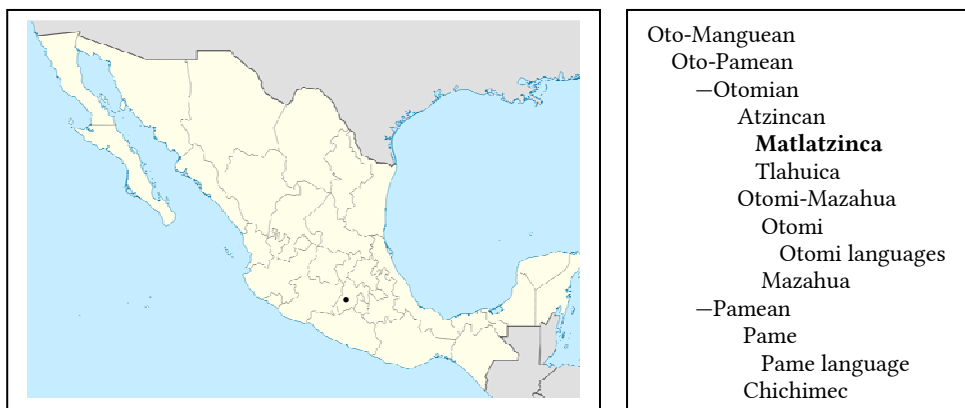 Oto-Manguean
Oto-Pamean
—Otomian
Atzincan
Matlatzinca
Tlahuica
Otomi-Mazahua
Otomi
Otomi languages
Mazahua
—Pamean
Pame
Pame language
Chichimec